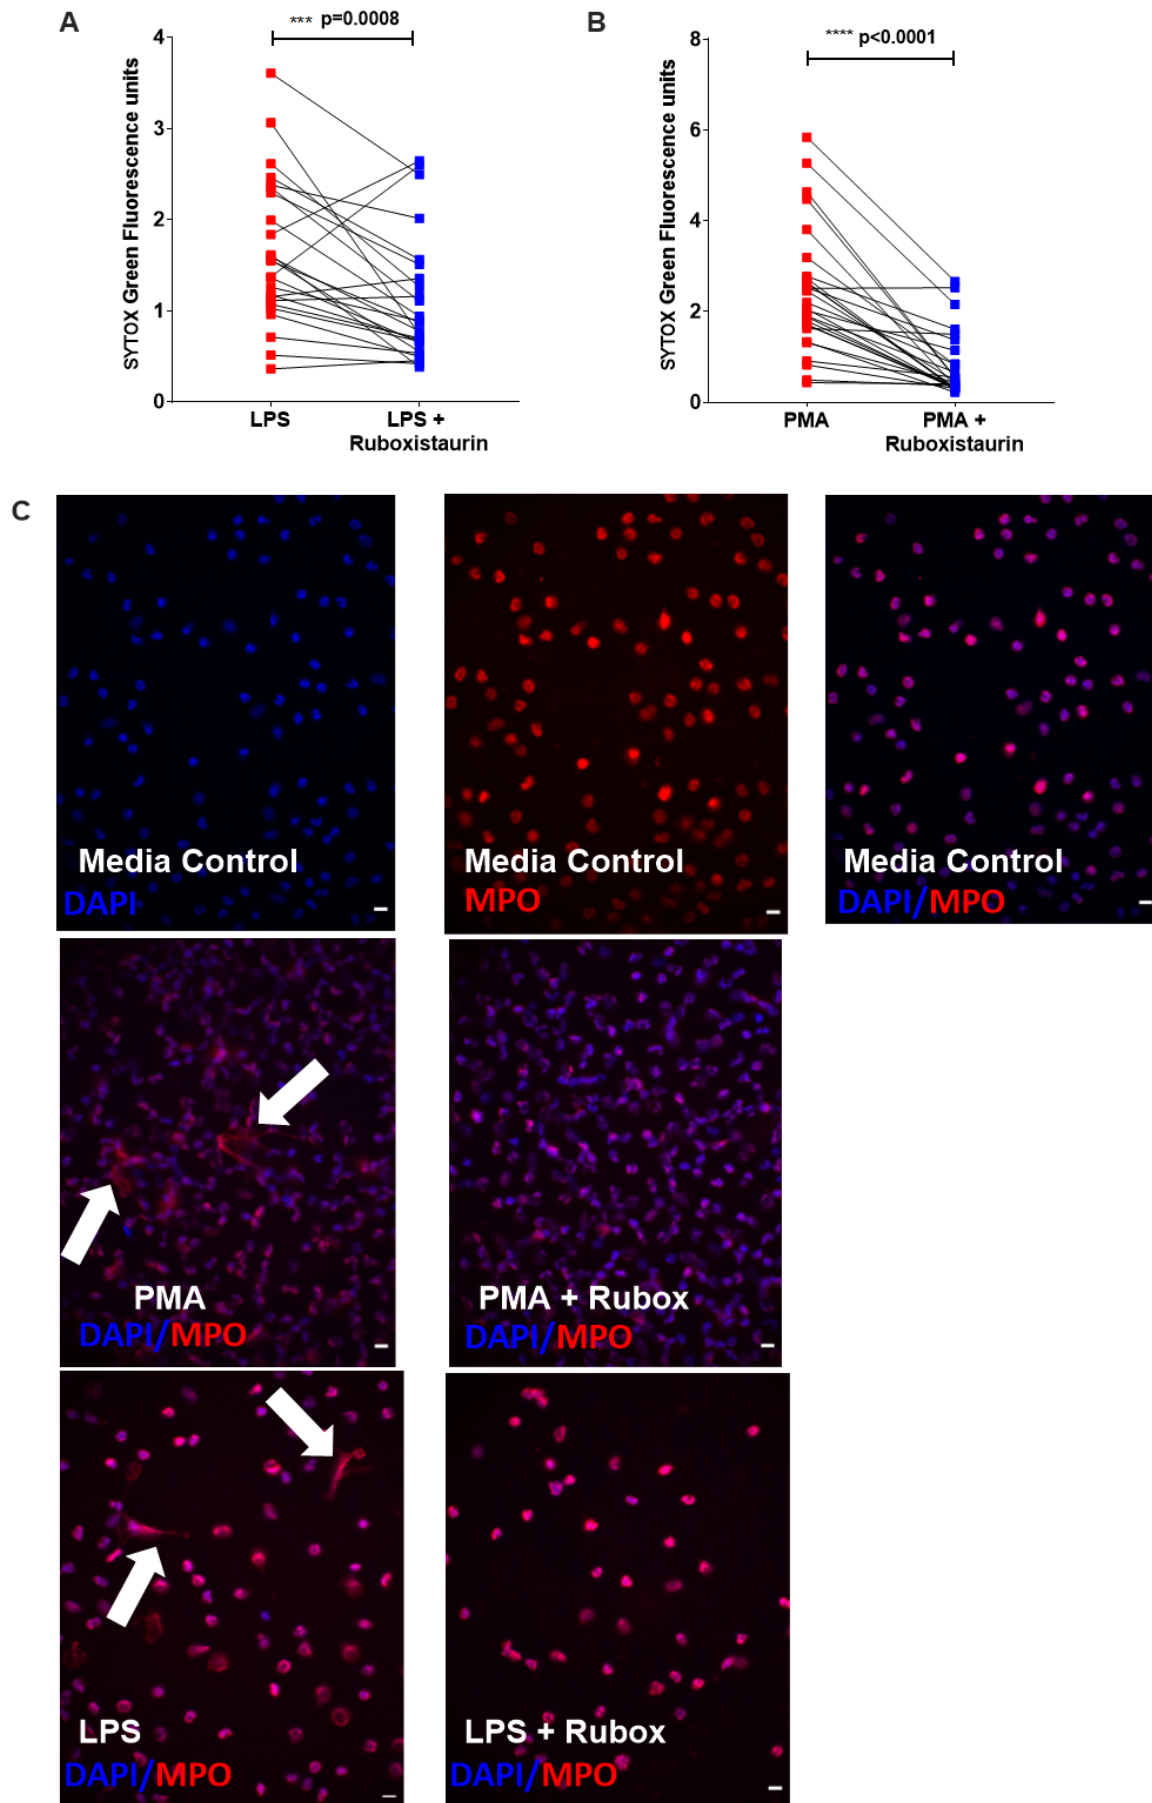 A
*** p=0.0008
SYTOX Green Fluorescence units
4
3
2
1
0
LPS
LPS +
Ruboxistaurin
B
**** p<0.0001
SYTOX Green Fluorescence units
8
6
4
2
0
PMA
PMA +
Ruboxistaurin
C
Media Control
DAPI
Media Control
MPO
Media Control
DAPI/MPO
PMA
DAPI/MPO
PMA + Rubox
DAPI/MPO
LPS
DAPI/MPO
LPS + Rubox
DAPI/MPO